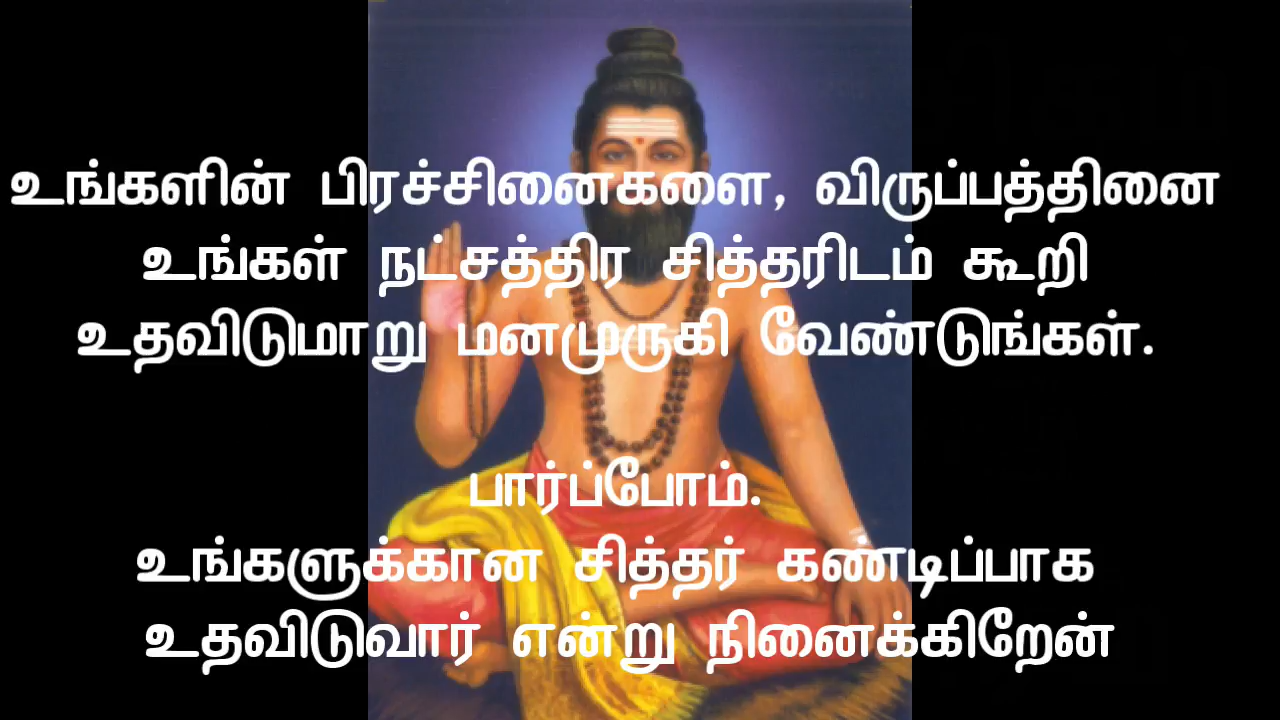 உங்களின் பிரச்சினைகளை, விருப்பத்தினை
உங்கள் நட்சத்திர சித்தரிடம் கூறி
உதவிடுமாறு மனமுருகி வேண்டுங்கள்.
பார்ப்போம்.
உங்களுக்கான சித்தர் கண்டிப்பாக
உதவிடுவார் என்று நினைக்கிறேன்